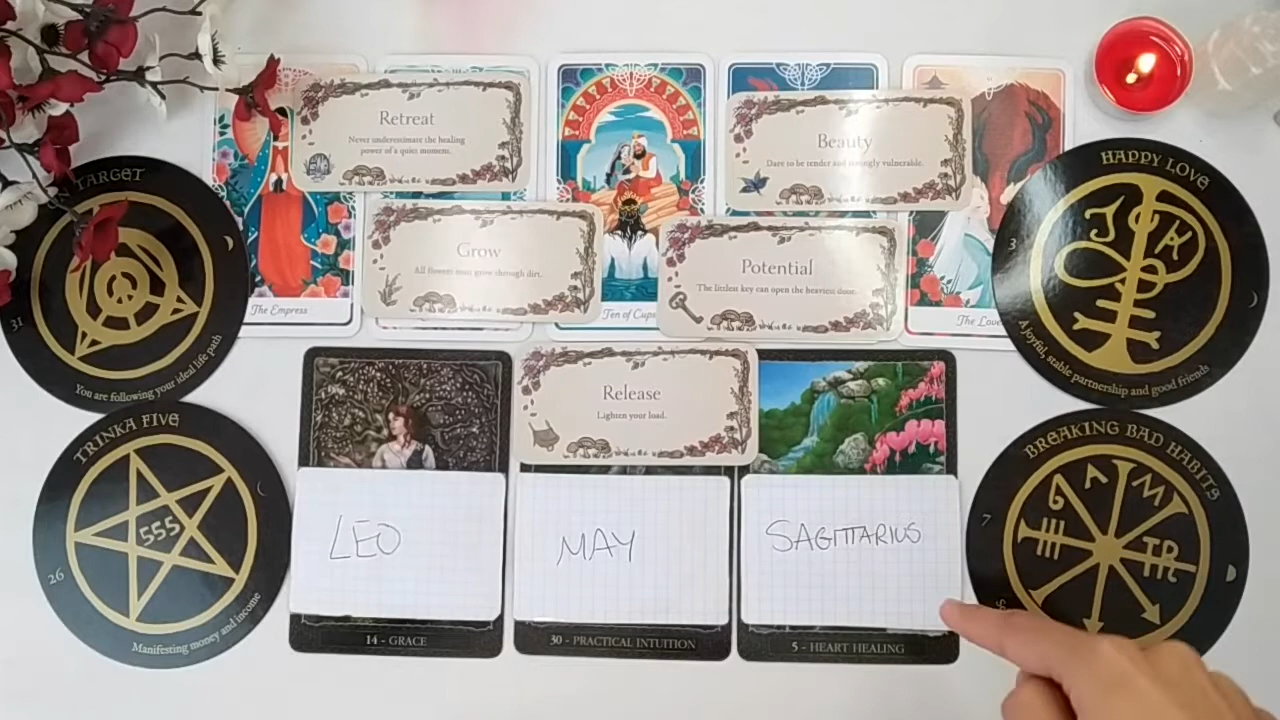 Retreat
Never underestimate the healing
power of a quiet moment.
Beauty
Dare to be tender and strongly vulnerable.
TARGET
31
You are following your ideal life path
HAPPY LOVE
3
A joyful, stable partnership and good friends
Grow
All flowers must grow through dirt.
Potential
The littlest key can open the heaviest door.
The Empress
Ten of Cups
The Love
Release
Lighten your load.
TRINKA FIVE
555
26
Manifesting money and income
BREAKING BAD HABITS
7
LEO
MAY
SAGITTARIUS
14 - GRACE
30 - PRACTICAL INTUITION
5 - HEART HEALING